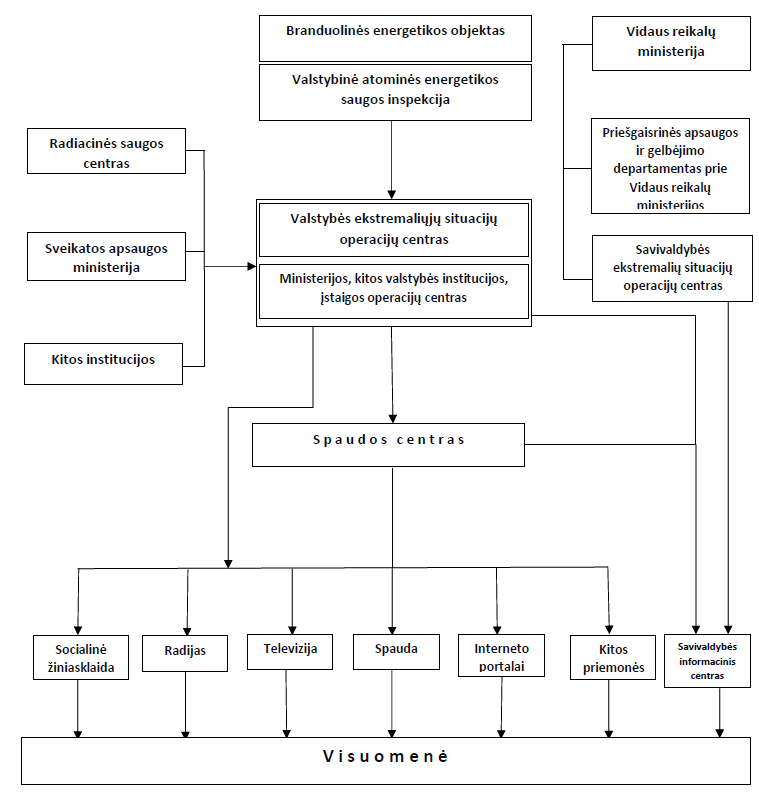 Branduolinės energetikos objektas
Valstybinė atominės energetikos
saugos inspekcija
Vidaus reikalų
ministerija
Radiacinės saugos
centras
Priešgaisrinės apsaugos
ir gelbėjimo
departamentas prie
Vidaus reikalų
ministerijos
Valstybės ekstremaliųjų situacijų
operacijų centras
Sveikatos apsaugos
ministerija
Savivaldybės
ekstremalių situacijų
operacijų centras
Ministerijos, kitos valstybės institucijos,
įstaigos operacijų centras
Kitos institucijos
Spaudos centras
Socialinė
žiniasklaida
Radijas
Televizija
Spauda
Interneto
portalai
Kitos
priemonės
Savivaldybės
informacinis
centras
Visuomenė